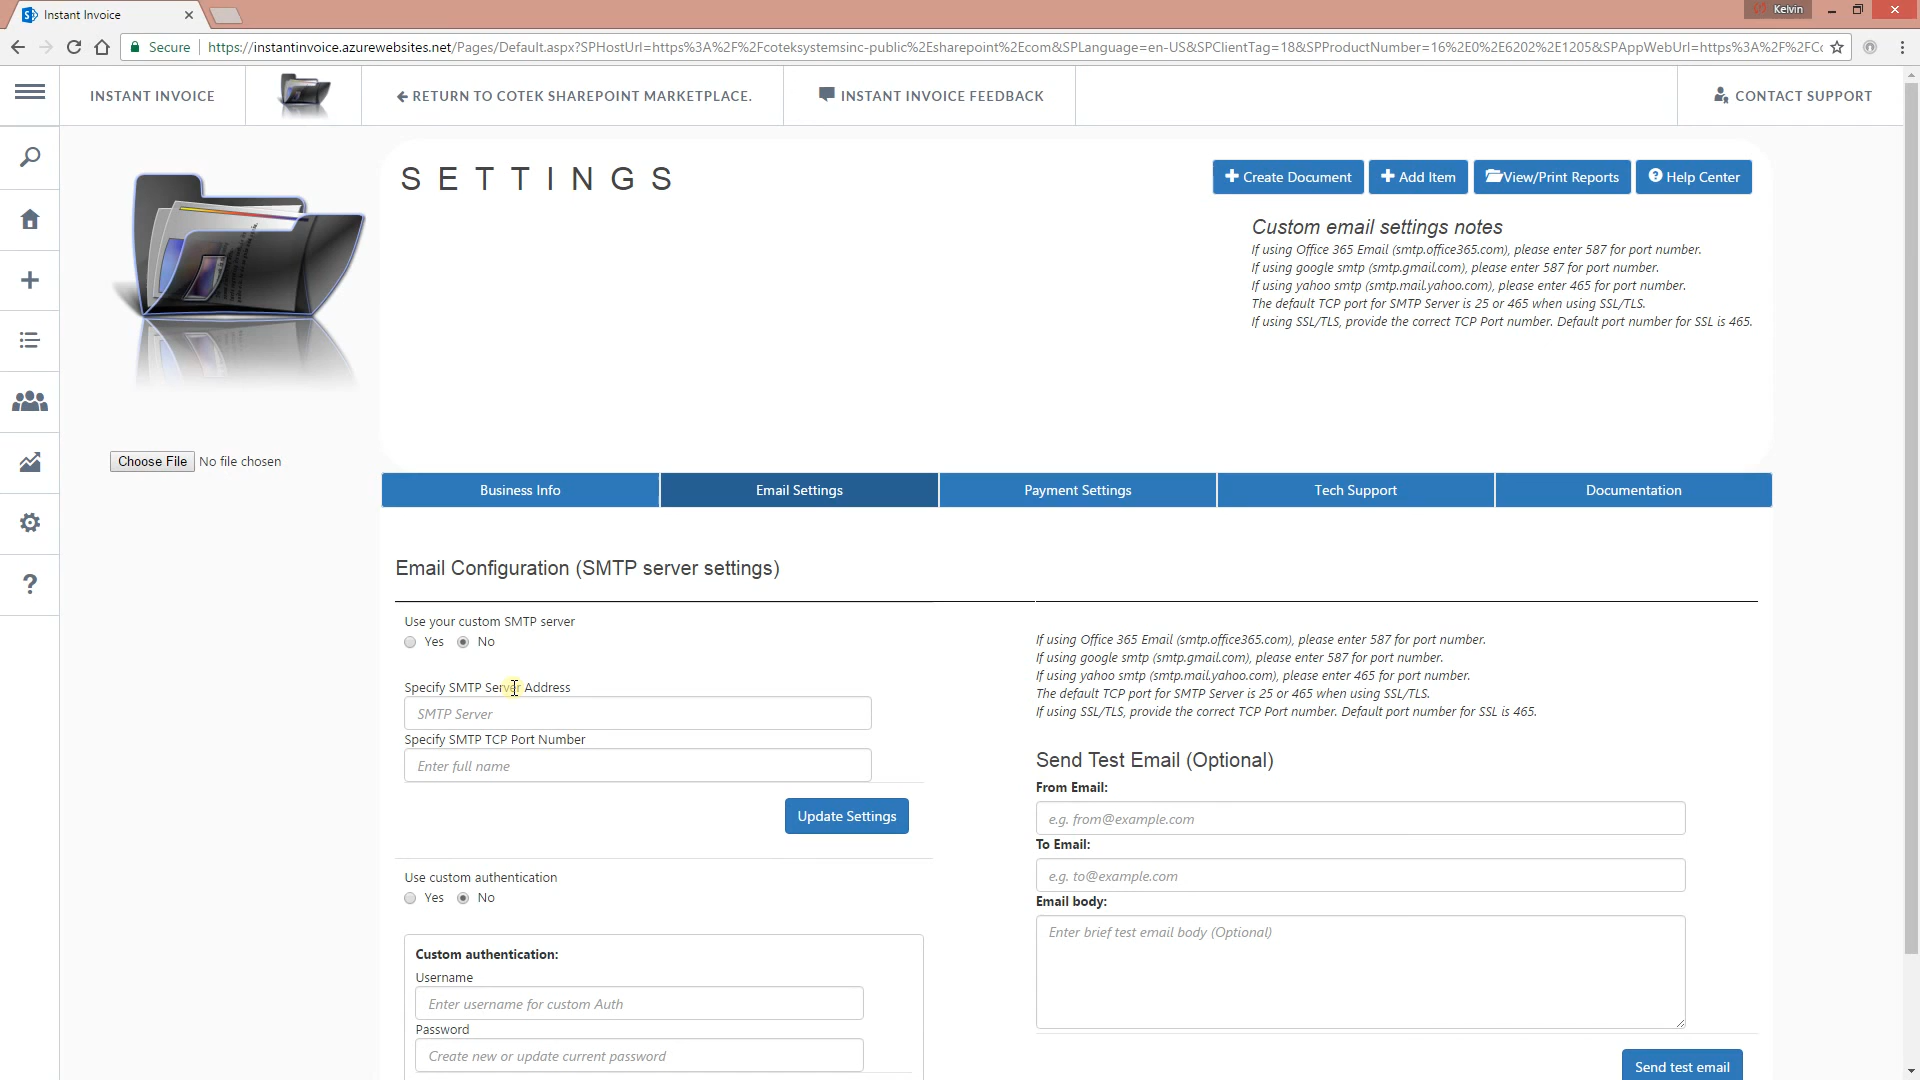 Instant Invoice
Kelvin
Secure
https://instantinvoice.azurewebsites.net/Pages/Default.aspx?SPHostUrl=https%3A%2F%2Fcoteksystemsinc-public%2Esharepoint%2Ecom&SPLanguage=en-US&SPClientTag=18&SPProductNumber=16%2E0%2E6202%2E1205&SPAppWebUrl=https%3A%2F%2FCo
INSTANT INVOICE
RETURN TO COTEK SHAREPOINT MARKETPLACE.
INSTANT INVOICE FEEDBACK
CONTACT SUPPORT
SETTINGS
Create Document
Add Item
View/Print Reports
Help Center
Custom email settings notes
If using Office 365 Email (smtp.office365.com), please enter 587 for port number.
If using google smtp (smtp.gmail.com), please enter 587 for port number.
If using yahoo smtp (smtp.mail.yahoo.com), please enter 465 for port number.
The default TCP port for SMTP Server is 25 or 465 when using SSL/TLS.
If using SSL/TLS, provide the correct TCP Port number. Default port number for SSL is 465.
Choose File No file chosen
Business Info
Email Settings
Payment Settings
Tech Support
Documentation
Email Configuration (SMTP server settings)
Use your custom SMTP server
Yes No
Specify SMTP Server Address
SMTP Server
Specify SMTP TCP Port Number
Enter full name
Update Settings
Use custom authentication
Yes No
Custom authentication:
Username
Enter username for custom Auth
Password
Create new or update current password
If using Office 365 Email (smtp.office365.com), please enter 587 for port number.
If using google smtp (smtp.gmail.com), please enter 587 for port number.
If using yahoo smtp (smtp.mail.yahoo.com), please enter 465 for port number.
The default TCP port for SMTP Server is 25 or 465 when using SSL/TLS.
If using SSL/TLS, provide the correct TCP Port number. Default port number for SSL is 465.
Send Test Email (Optional)
From Email:
e.g. from@example.com
To Email:
e.g. to@example.com
Email body:
Enter brief test email body (Optional)
Send test email